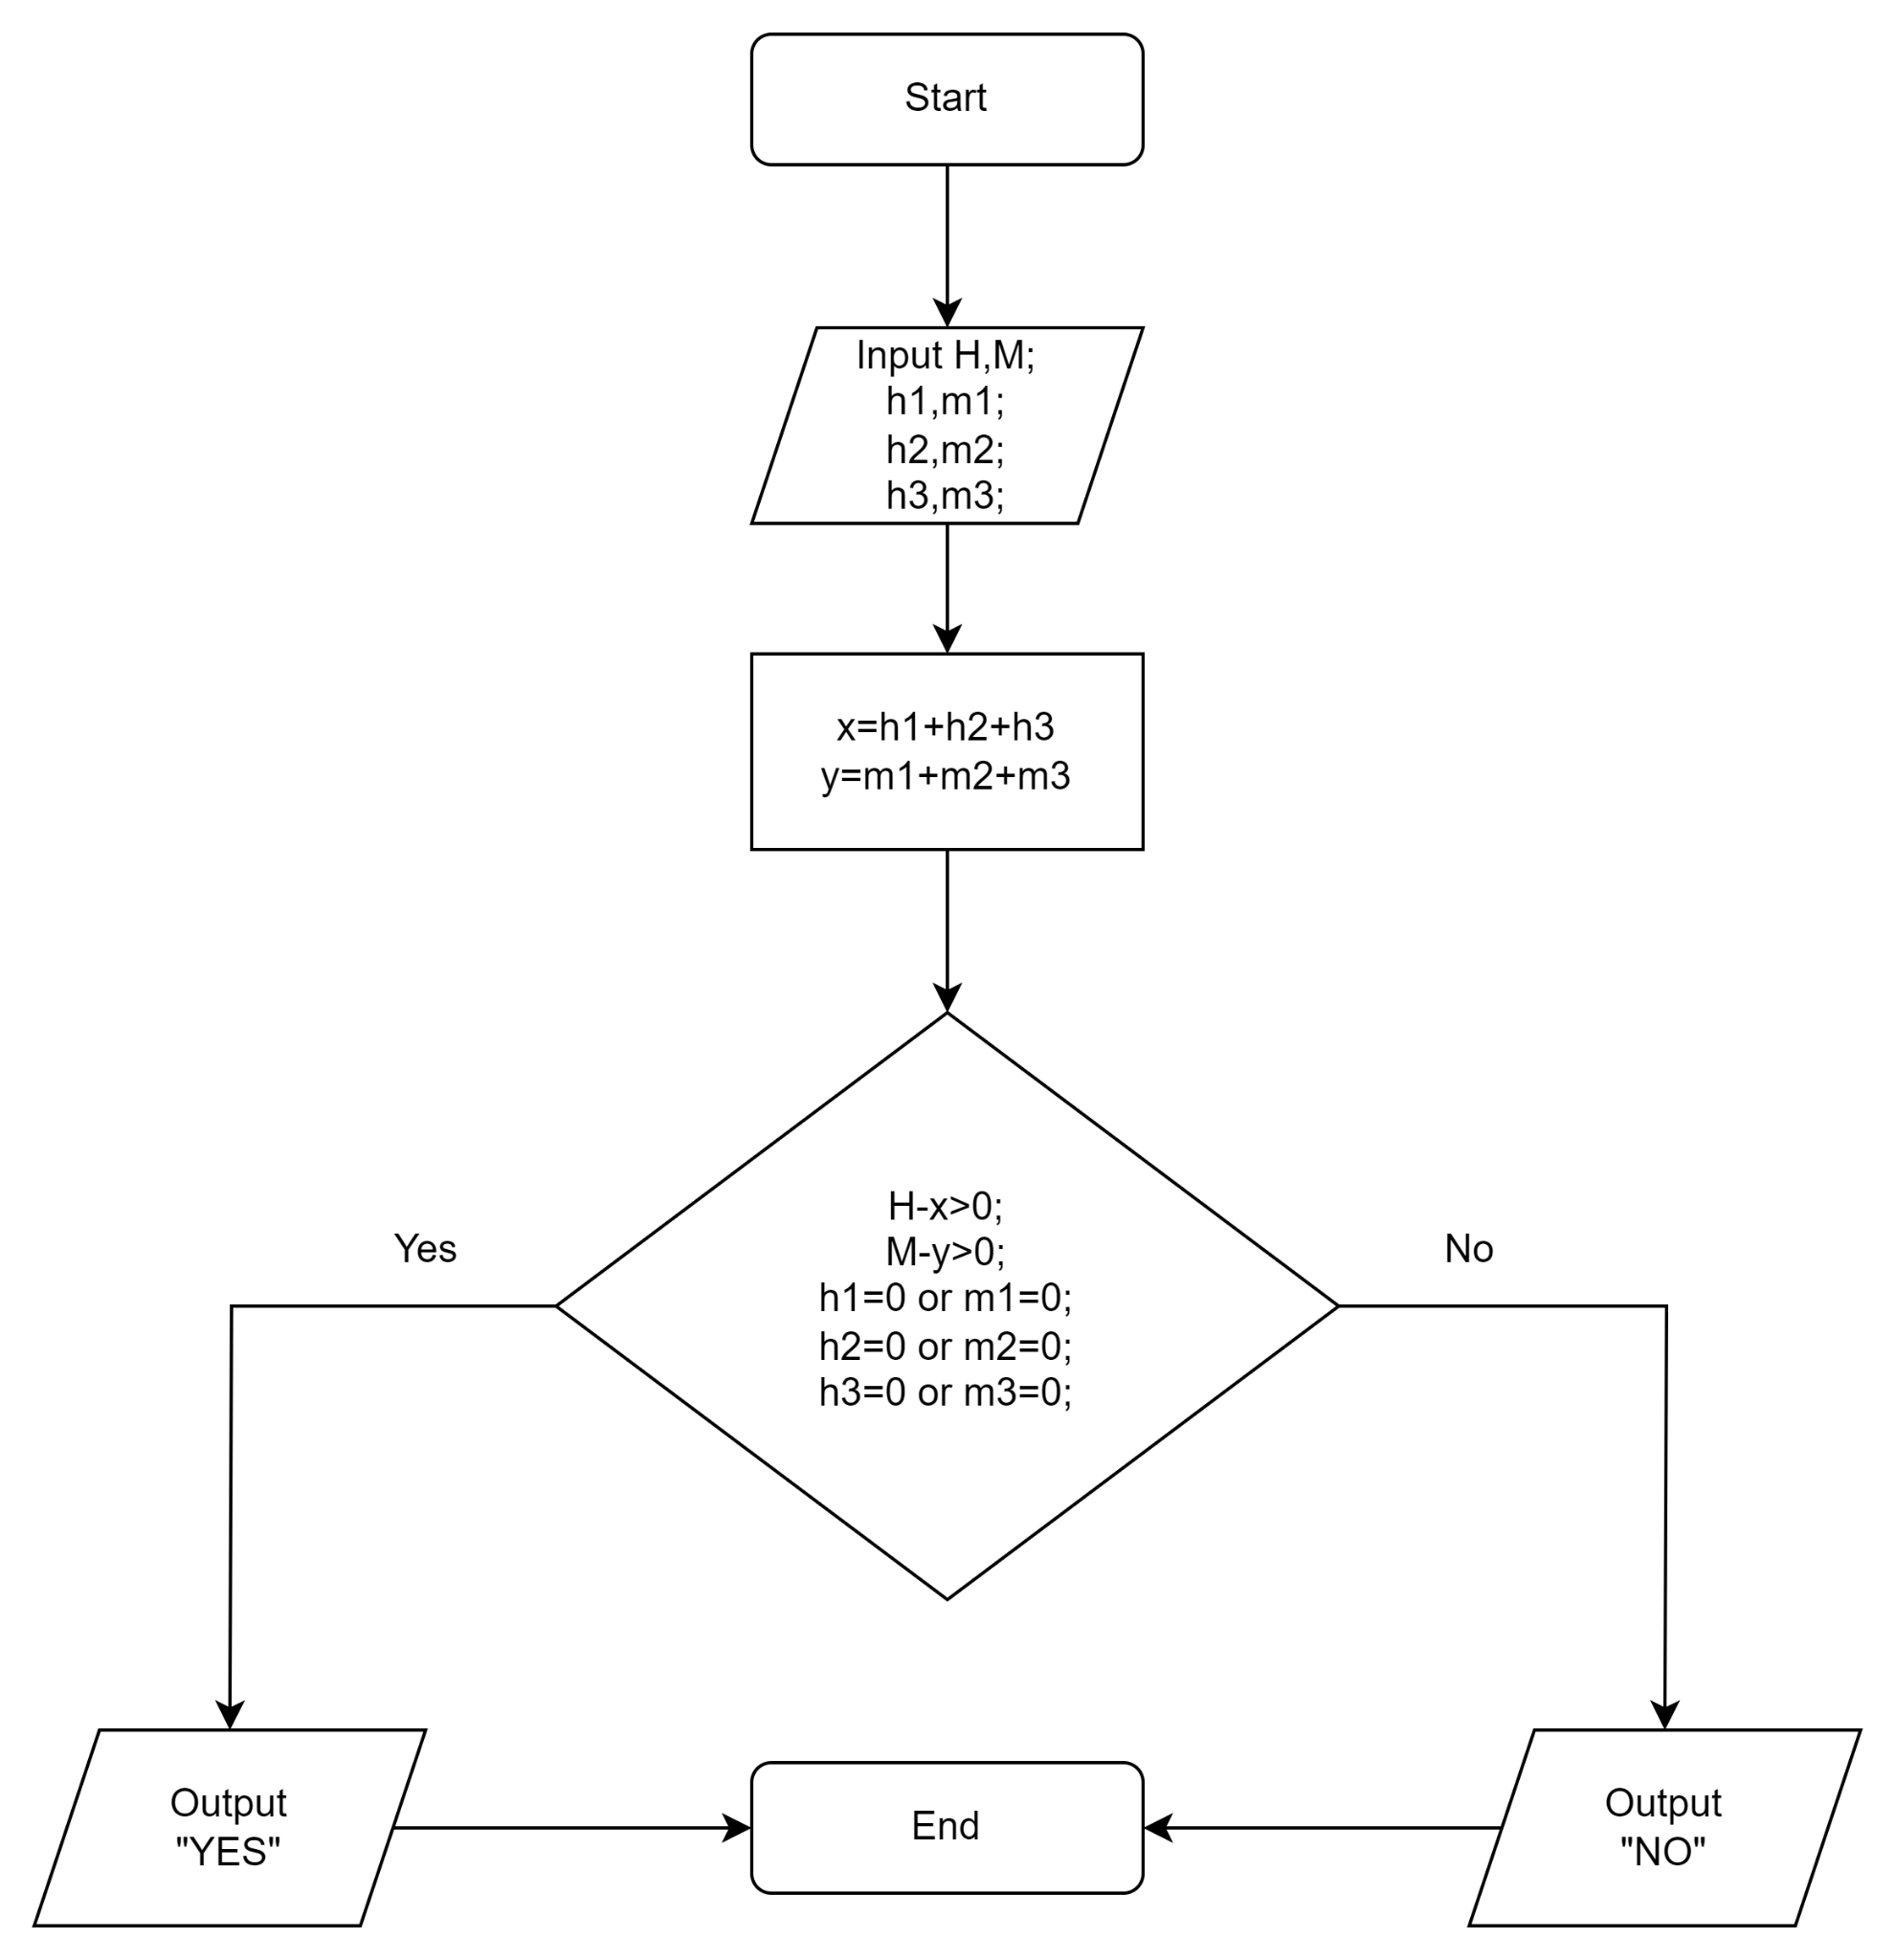 Start
Input H,M;
h1,m1;
h2,m2;
h3,m3;
x=h1+h2+h3
y=m1+m2+m3
H-x>0;
M-y>0;
h1=0 or m1=0;
h2=0 or m2=0;
h3=0 or m3=0;
Yes
No
Output
"YES"
End
Output
"NO"